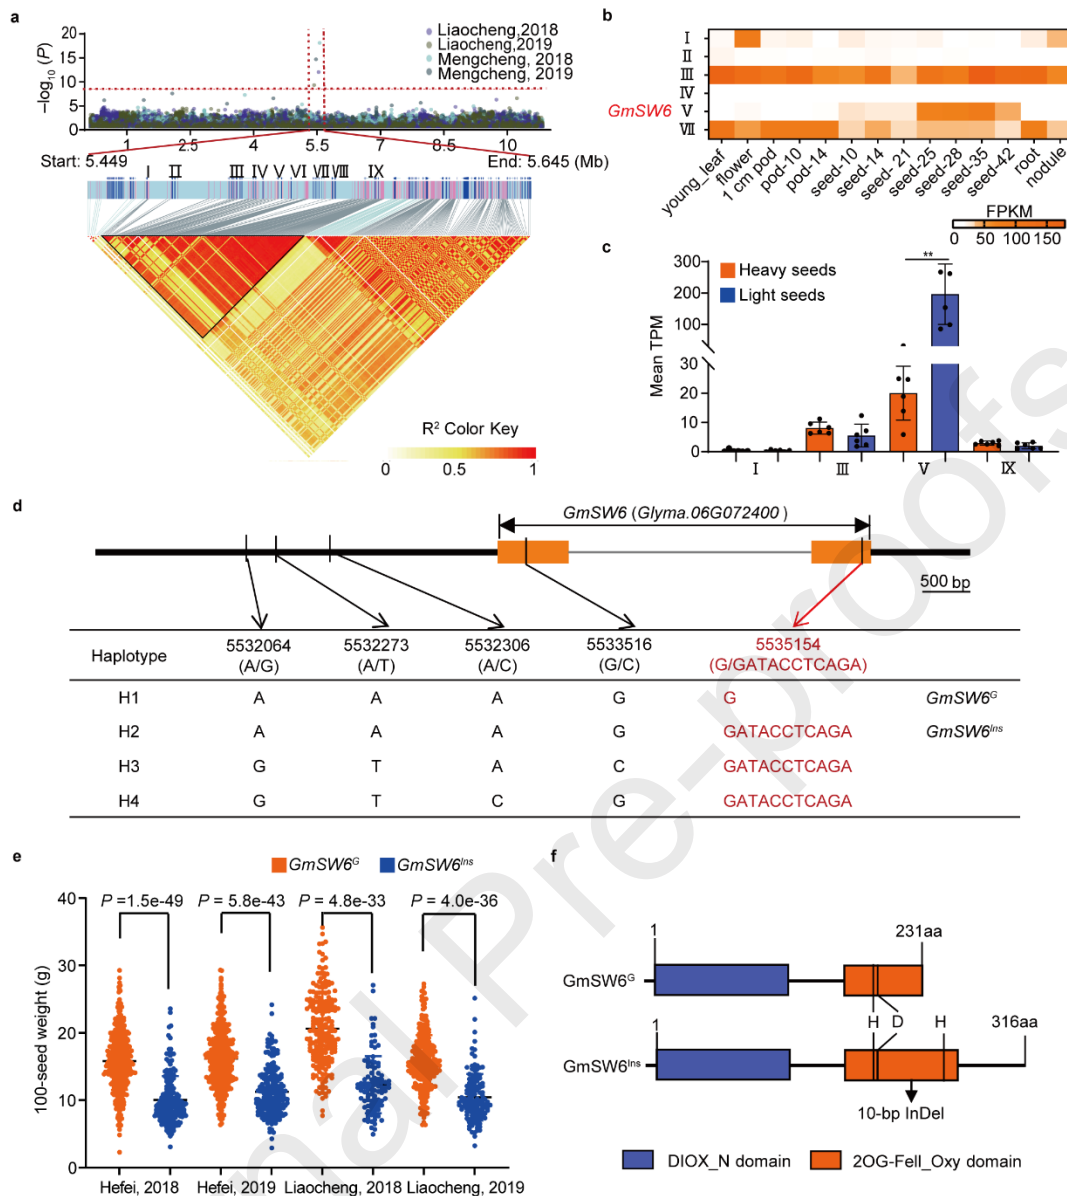 a
−log10 (P)
20
15
10
5
0
Liaocheng,2018
Liaocheng,2019
Mengcheng, 2018
Mengcheng, 2019
1 2.5 4 5.5 7 8.5 10
Start: 5.449 End: 5.645 (Mb)
I II III IV V VI VII VIII IX
R2 Color Key
0 0.5 1
b
I
II
III
IV
GmSW6 V
VII
young_leaf
flower
1 cm pod
pod-10
pod-14
seed-10
seed-14
seed-21
seed-25
seed-28
seed-35
seed-42
root
nodule
FPKM
0 50 100 150
c
Mean TPM
300
200
100
30
20
10
0
Heavy seeds
Light seeds
**
I III V IX
d
GmSW6 (Glyma.06G072400 )
500 bp
Haplotype 5532064 (A/G) 5532273 (A/T) 5532306 (A/C) 5533516 (G/C) 5535154 (G/GATACCTCAGA)
H1 A A A G G GmSW6G
H2 A A A G GATACCTCAGA GmSW6Ins
H3 G T A C GATACCTCAGA
H4 G T C G GATACCTCAGA
e
GmSW6G GmSW6Ins
100-seed weight (g)
40
30
20
10
0
P =1.5e-49 P = 5.8e-43 P = 4.8e-33 P = 4.0e-36
Hefei, 2018 Hefei, 2019 Liaocheng, 2018 Liaocheng, 2019
f
1 231aa
GmSW6G
H D H
1 316aa
GmSW6Ins
10-bp InDel
DIOX_N domain 2OG-FeII_Oxy domain
nal Pre-proofs